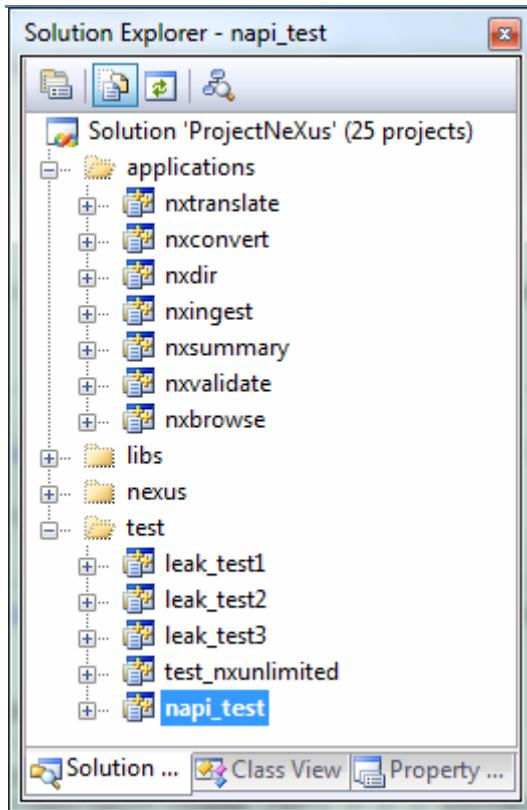 Solution Explorer - napi_test
Solution 'ProjectNeXus' (25 projects)
applications
nxtranslate
nxconvert
nxdir
nxingest
nxsummary
nxvalidate
nxbrowse
libs
nexus
test
leak_test1
leak_test2
leak_test3
test_nxunlimited
napi_test
Solution ... Class View Property ...